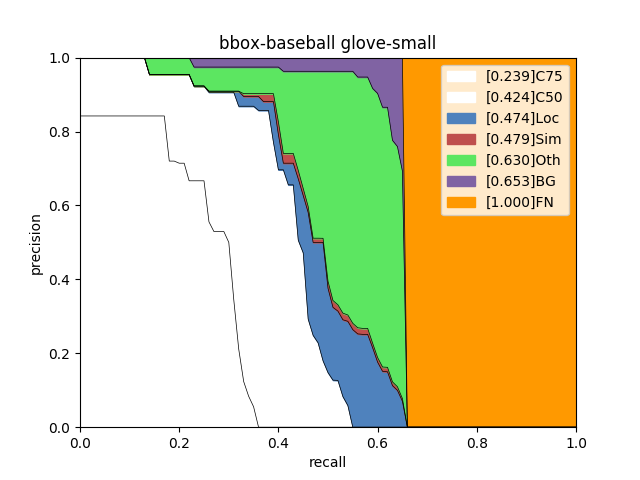 bbox-baseball glove-small
[0.239]C75
[0.424]C50
[0.474]Loc
[0.479]Sim
[0.630]Oth
[0.653]BG
[1.000]FN
precision
1.0
0.8
0.6
0.4
0.2
0.0
0.0 0.2 0.4 0.6 0.8 1.0
recall